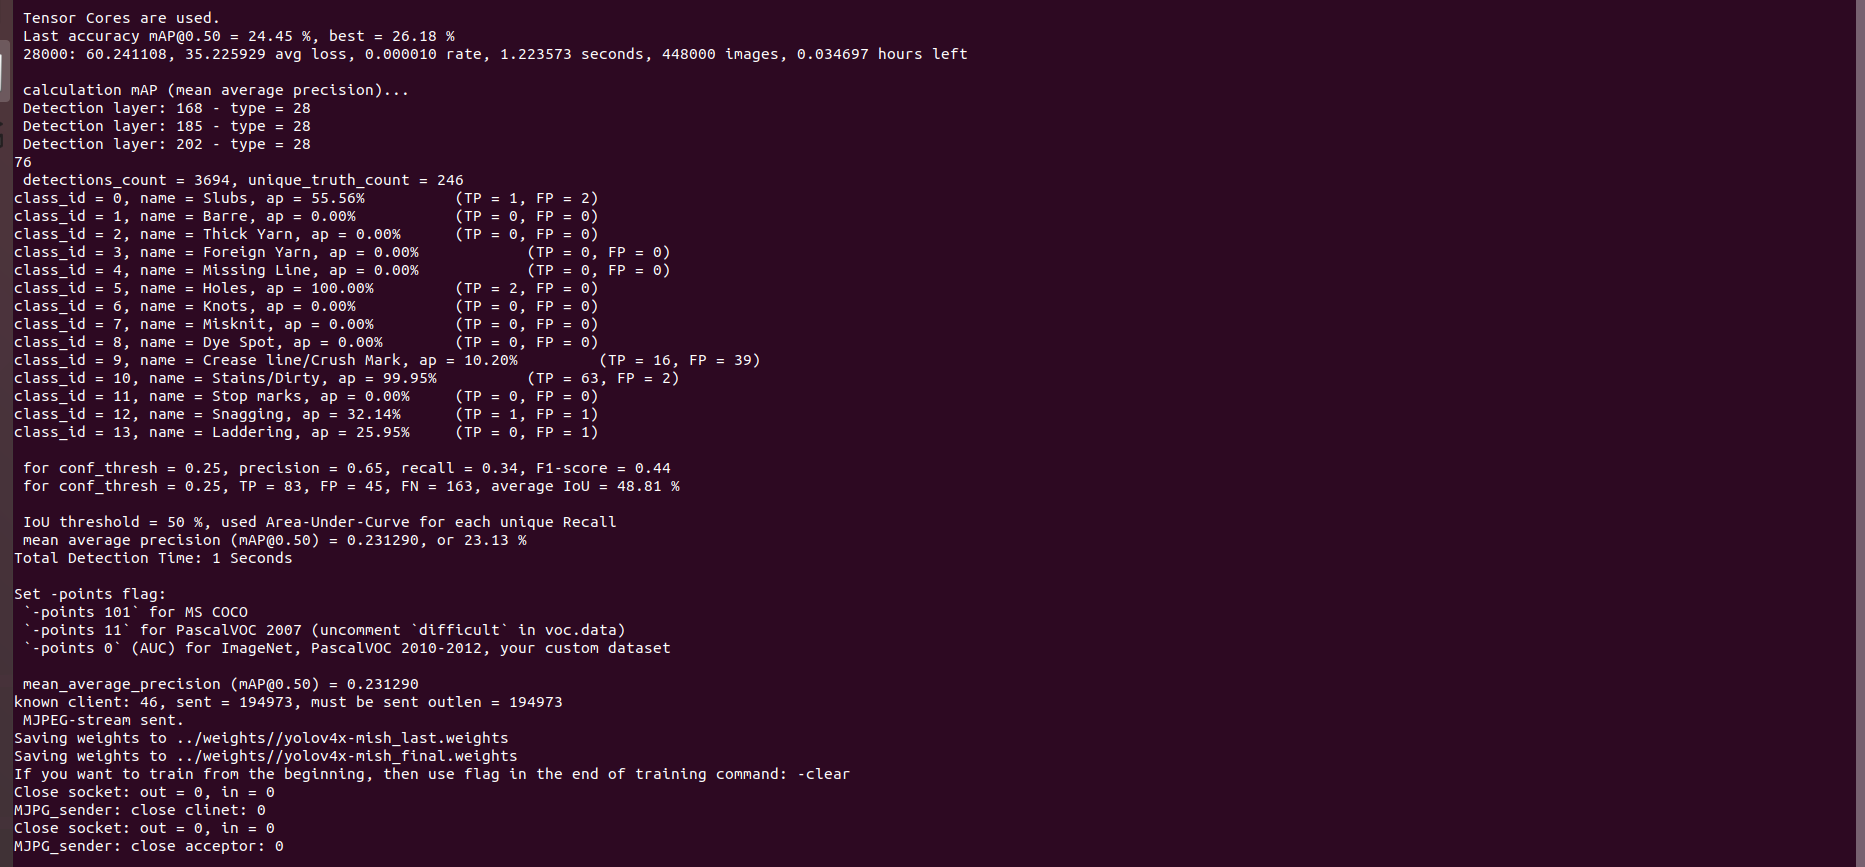 Tensor Cores are used.
Last accuracy mAP@0.50 = 24.45 %, best = 26.18 %
28000: 60.241108, 35.225929 avg loss, 0.000010 rate, 1.223573 seconds, 448000 images, 0.034697 hours left
calculation mAP (mean average precision)...
Detection layer: 168 - type = 28
Detection layer: 185 - type = 28
Detection layer: 202 - type = 28
76
detections_count = 3694, unique_truth_count = 246
class_id = 0, name = Slubs, ap = 55.56% (TP = 1, FP = 2)
class_id = 1, name = Barre, ap = 0.00% (TP = 0, FP = 0)
class_id = 2, name = Thick Yarn, ap = 0.00% (TP = 0, FP = 0)
class_id = 3, name = Foreign Yarn, ap = 0.00% (TP = 0, FP = 0)
class_id = 4, name = Missing Line, ap = 0.00% (TP = 0, FP = 0)
class_id = 5, name = Holes, ap = 100.00% (TP = 2, FP = 0)
class_id = 6, name = Knots, ap = 0.00% (TP = 0, FP = 0)
class_id = 7, name = Misknit, ap = 0.00% (TP = 0, FP = 0)
class_id = 8, name = Dye Spot, ap = 0.00% (TP = 0, FP = 0)
class_id = 9, name = Crease line/Crush Mark, ap = 10.20% (TP = 16, FP = 39)
class_id = 10, name = Stains/Dirty, ap = 99.95% (TP = 63, FP = 2)
class_id = 11, name = Stop marks, ap = 0.00% (TP = 0, FP = 0)
class_id = 12, name = Snagging, ap = 32.14% (TP = 1, FP = 1)
class_id = 13, name = Laddering, ap = 25.95% (TP = 0, FP = 1)
for conf_thresh = 0.25, precision = 0.65, recall = 0.34, F1-score = 0.44
for conf_thresh = 0.25, TP = 83, FP = 45, FN = 163, average IoU = 48.81 %
IoU threshold = 50 %, used Area-Under-Curve for each unique Recall
mean average precision (mAP@0.50) = 0.231290, or 23.13 %
Total Detection Time: 1 Seconds
Set -points flag:
`-points 101` for MS COCO
`-points 11` for PascalVOC 2007 (uncomment `difficult` in voc.data)
`-points 0` (AUC) for ImageNet, PascalVOC 2010-2012, your custom dataset
mean_average_precision (mAP@0.50) = 0.231290
known client: 46, sent = 194973, must be sent outlen = 194973
MJPEG-stream sent.
Saving weights to ../weights//yolov4x-mish_last.weights
Saving weights to ../weights//yolov4x-mish_final.weights
If you want to train from the beginning, then use flag in the end of training command: -clear
Close socket: out = 0, in = 0
MJPG_sender: close clinet: 0
Close socket: out = 0, in = 0
MJPG_sender: close acceptor: 0